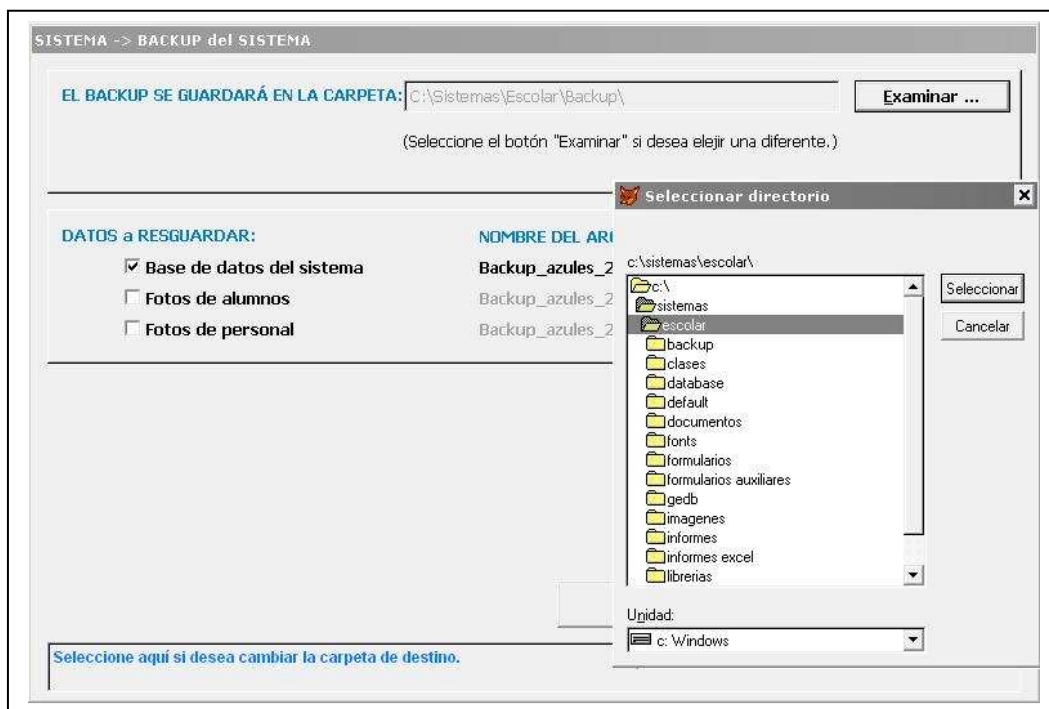 SISTEMA -> BACKUP del SISTEMA
EL BACKUP SE GUARDARÁ EN LA CARPETA: C:\Sistemas\Escolar\Backup\ Examinar ...
(Seleccione el botón "Examinar" si desea elejir una diferente.)
Seleccionar directorio
DATOS a RESGUARDAR: NOMBRE DEL
Base de datos del sistema Backup_azules_2
Fotos de alumnos Backup_azules_2
Fotos de personal Backup_azules_2
c:\sistemas\escolar\
c:\
sistemas
escolar
backup
clases
database
default
documentos
fonts
formularios
formularios auxiliares
gedb
imagenes
informes
informes excel
librerias
Seleccionar
Cancelar
Unidad:
c: Windows
Seleccione aquí si desea cambiar la carpeta de destino.